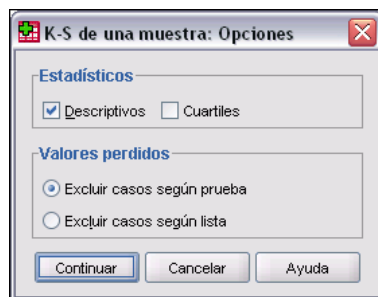 K-S de una muestra: Opciones
Estadísticos
Descriptivos Cuartiles
Valores perdidos
Excluir casos según prueba
Excluir casos según lista
Continuar Cancelar Ayuda